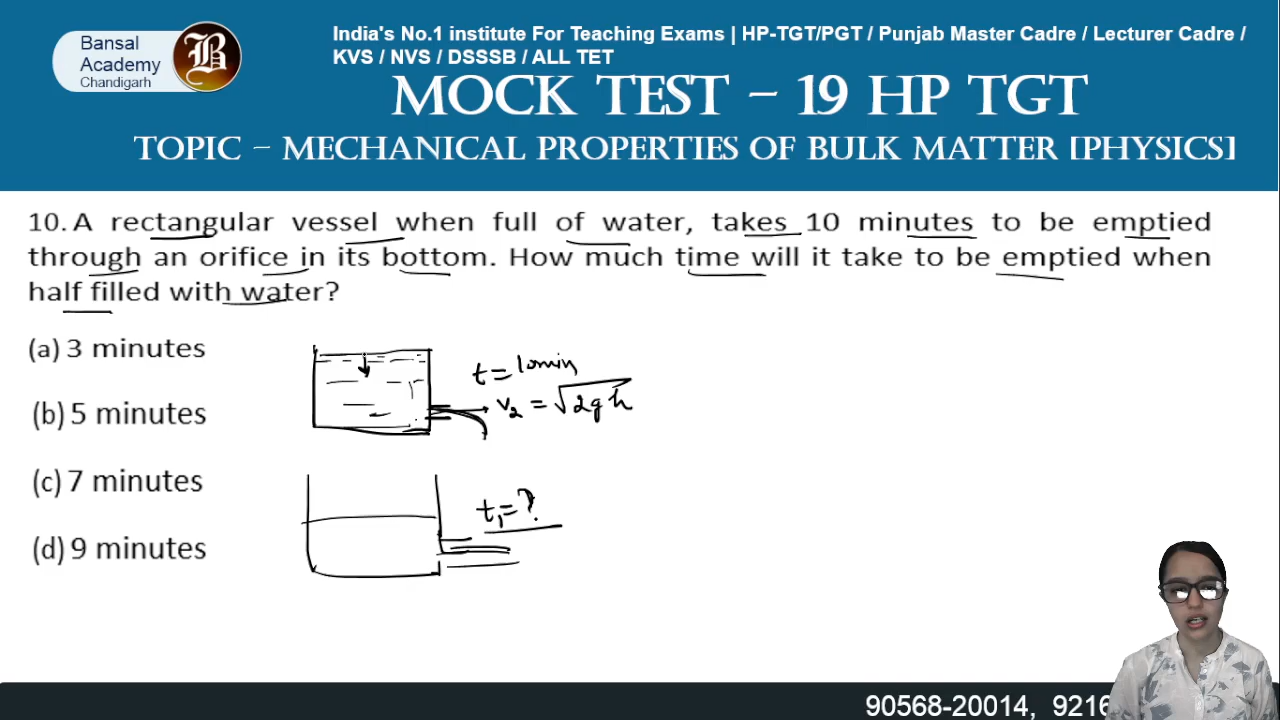 Bansal
Academy
Chandigarh
B
India's No.1 institute For Teaching Exams | HP-TGT/PGT / Punjab Master Cadre / Lecturer Cadre /
KVS / NVS / DSSSB / ALL TET
MOCK TEST – 19 HP TGT
TOPIC – MECHANICAL PROPERTIES OF BULK MATTER [PHYSICS]
10. A rectangular vessel when full of water, takes 10 minutes to be emptied
through an orifice in its bottom. How much time will it take to be emptied when
half filled with water?
(a) 3 minutes
(b) 5 minutes
(c) 7 minutes
(d) 9 minutes
t = 10min
v₂ = √2gh
t₁ = ?
90568-20014, 9216